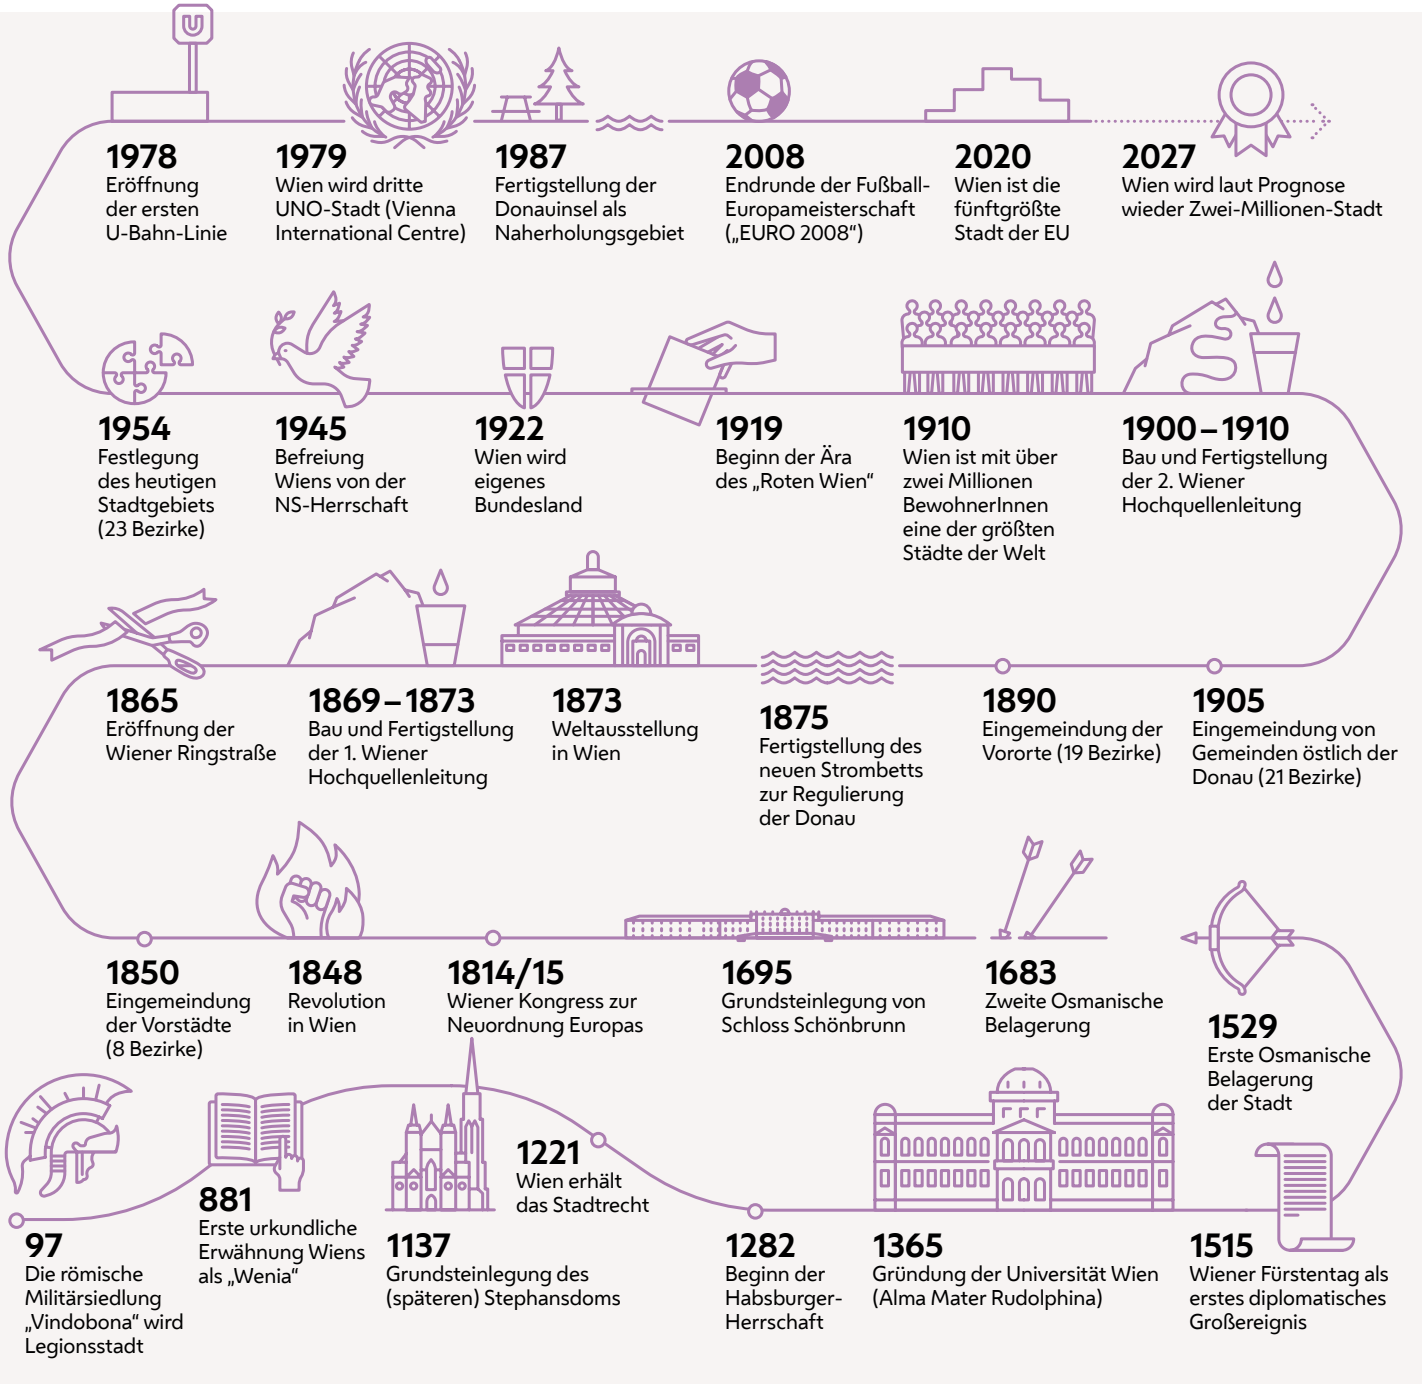 U
1978
Eröffnung
der ersten
U-Bahn-Linie
1979
Wien wird dritte
UNO-Stadt (Vienna
International Centre)
1987
Fertigstellung der
Donauinsel als
Naherholungsgebiet
2008
Endrunde der Fußball-
Europameisterschaft
(„EURO 2008“)
2020
Wien ist die
fünftgrößte
Stadt der EU
2027
Wien wird laut Prognose
wieder Zwei-Millionen-Stadt
1954
Festlegung
des heutigen
Stadtgebiets
(23 Bezirke)
1945
Befreiung
Wiens von der
NS-Herrschaft
1922
Wien wird
eigenes
Bundesland
1919
Beginn der Ära
des „Roten Wien“
1910
Wien ist mit über
zwei Millionen
BewohnerInnen
eine der größten
Städte der Welt
1900–1910
Bau und Fertigstellung
der 2. Wiener
Hochquellenleitung
1865
Eröffnung der
Wiener Ringstraße
1869–1873
Bau und Fertigstellung
der 1. Wiener
Hochquellenleitung
1873
Weltausstellung
in Wien
1875
Fertigstellung des
neuen Strombetts
zur Regulierung
der Donau
1890
Eingemeindung der
Vororte (19 Bezirke)
1905
Eingemeindung von
Gemeinden östlich der
Donau (21 Bezirke)
1850
Eingemeindung
der Vorstädte
(8 Bezirke)
1848
Revolution
in Wien
1814/15
Wiener Kongress zur
Neuordnung Europas
1695
Grundsteinlegung von
Schloss Schönbrunn
1683
Zweite Osmanische
Belagerung
1529
Erste Osmanische
Belagerung
der Stadt
97
Die römische
Militärsiedlung
„Vindobona“ wird
Legionsstadt
881
Erste urkundliche
Erwähnung Wiens
als „Wenia“
1137
Grundsteinlegung des
(späteren) Stephansdoms
1221
Wien erhält
das Stadtrecht
1282
Beginn der
Habsburger-
Herrschaft
1365
Gründung der Universität Wien
(Alma Mater Rudolphina)
1515
Wiener Fürstentag als
erstes diplomatisches
Großereignis